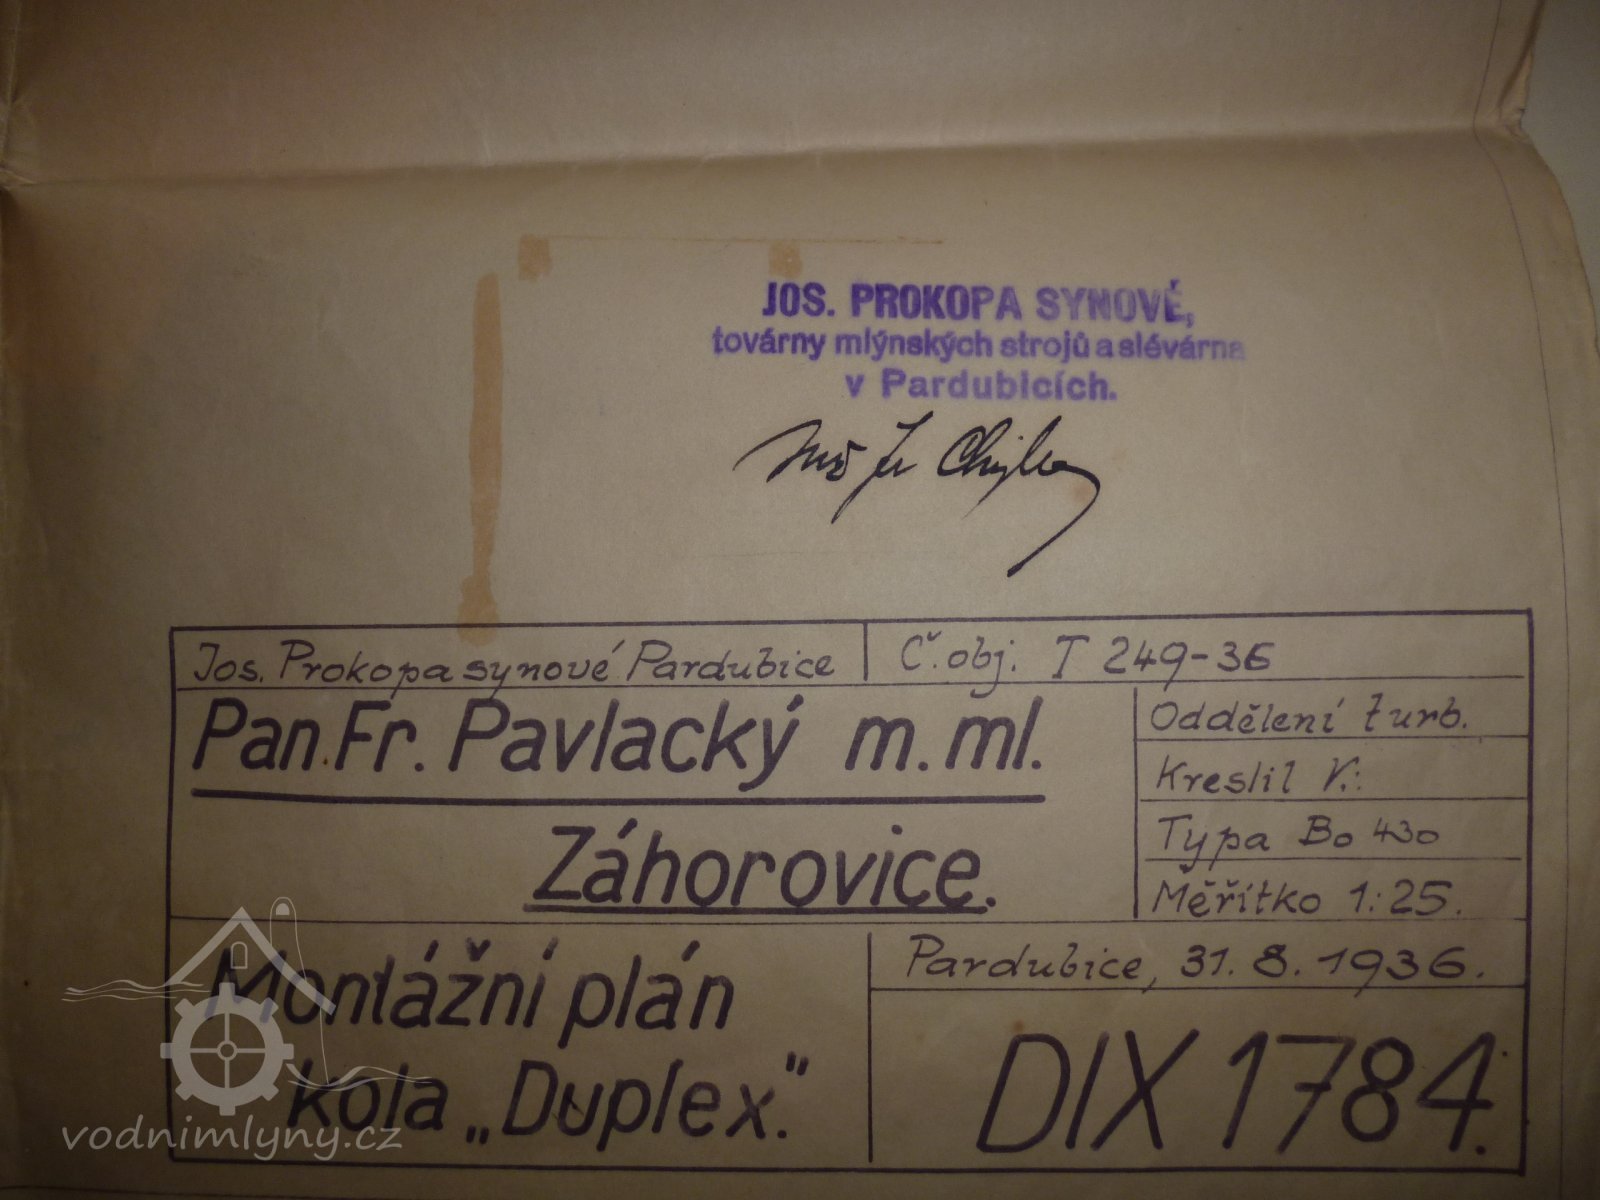 JOS. PROKOPA SYNOVÉ,
továrny mlýnských strojů a slévárna
v Pardubicích.
Jos. Prokopa synové Pardubice
Č. obj. T 249-36
Pan. Fr. Pavlacký m. ml.
Záhorovice.
Oddělení turb.
Kreslil V.:
Typa Bo 430
Měřítko 1:25.
Montážní plán
kola „Duplex."
Pardubice, 31. 8. 1936.
DIX 1784.
vodnimlyny.cz